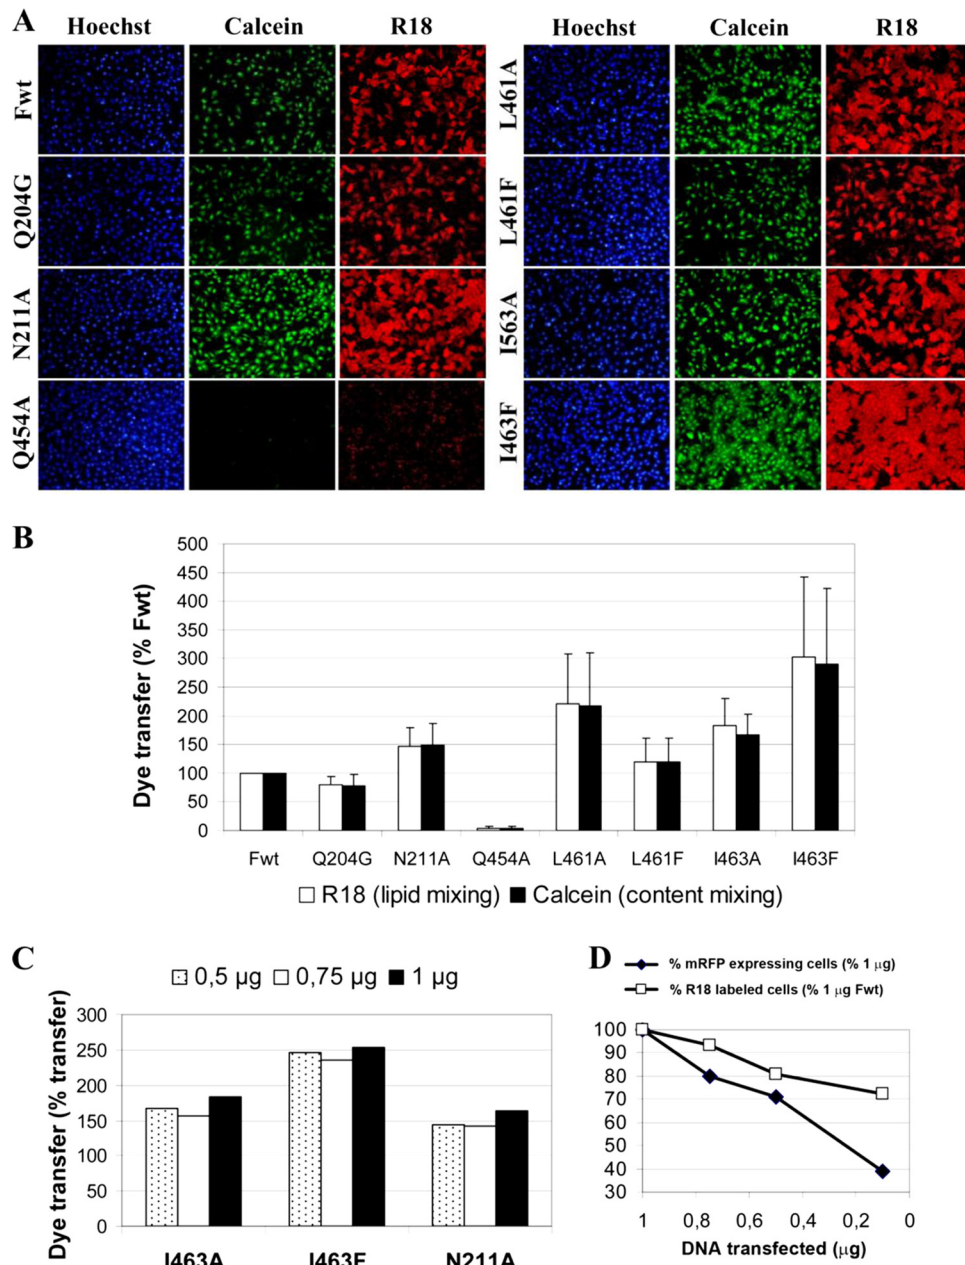 A
Hoechst Calcein R18 Hoechst Calcein R18
Fwt
Q204G
N211A
Q454A
L461A
L461F
I563A
I463F
B
Dye transfer (% Fwt)
500
450
400
350
300
250
200
150
100
50
0
Fwt Q204G N211A Q454A L461A L461F I463A I463F
R18 (lipid mixing) Calcein (content mixing)
C
0,5 µg 0,75 µg 1 µg
Dye transfer (% transfer)
300
250
200
150
100
50
0
I463A I463F N211A
D
% mRFP expressing cells (% 1 µg)
% R18 labeled cells (% 1 µg Fwt)
100
90
80
70
60
50
40
30
1 0,8 0,6 0,4 0,2 0
DNA transfected (µg)